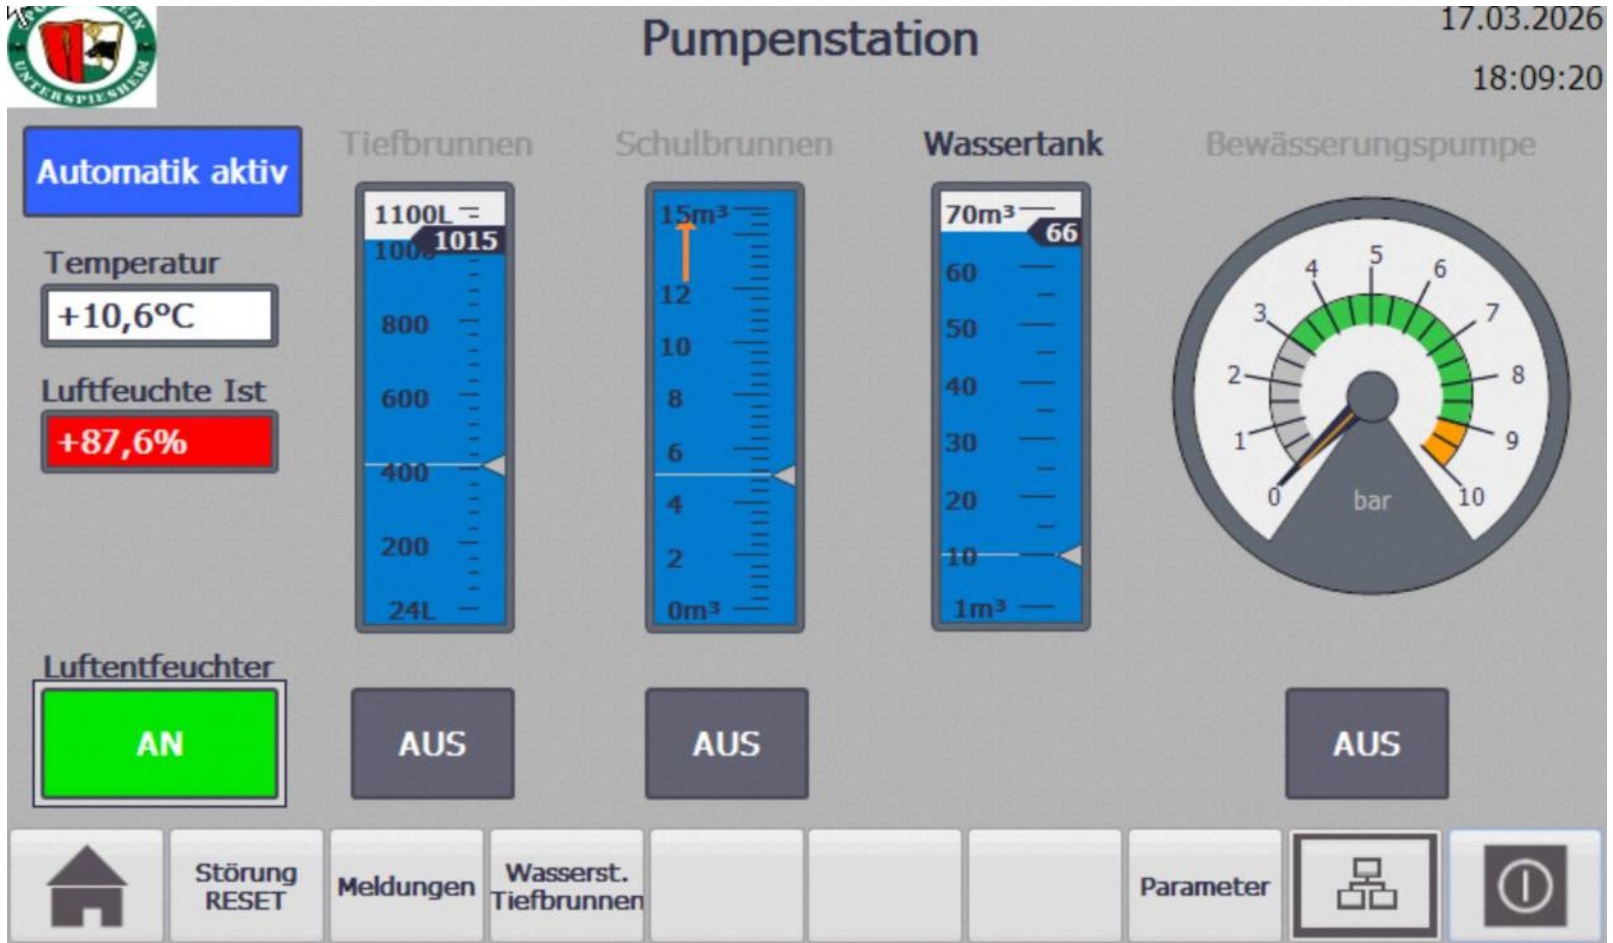 UNTERSPIESHEIM
Pumpenstation
17.03.2026
18:09:20
Automatik aktiv
Temperatur
+10,6°C
Luftfeuchte Ist
+87,6%
Luftentfeuchter
AN
Tiefbrunnen
1100L
1015
1000
800
600
400
200
24L
AUS
Schulbrunnen
15m³
12
10
8
6
4
2
0m³
AUS
Wassertank
70m³
66
60
50
40
30
20
10
1m³
Bewässerungspumpe
0
1
2
3
4
5
6
7
8
9
10
bar
AUS
Störung
RESET
Meldungen
Wasserst.
Tiefbrunnen
Parameter